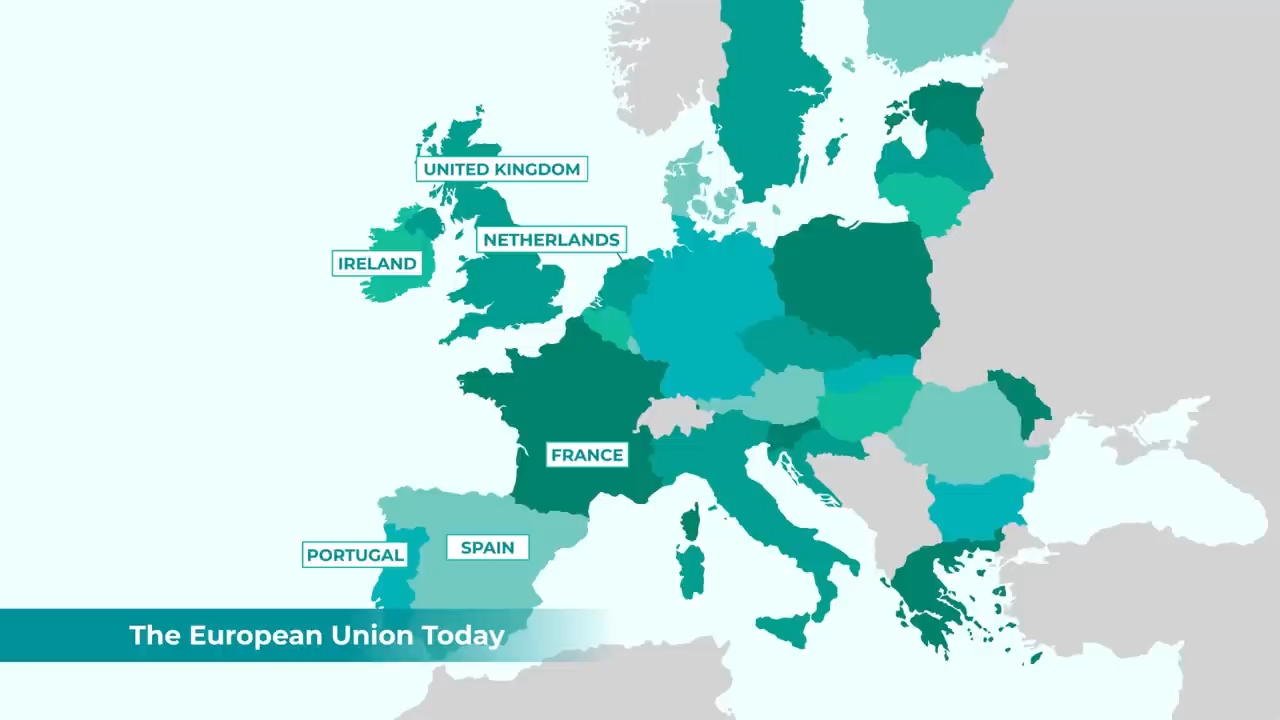 UNITED KINGDOM
NETHERLANDS
IRELAND
FRANCE
SPAIN
PORTUGAL
The European Union Today